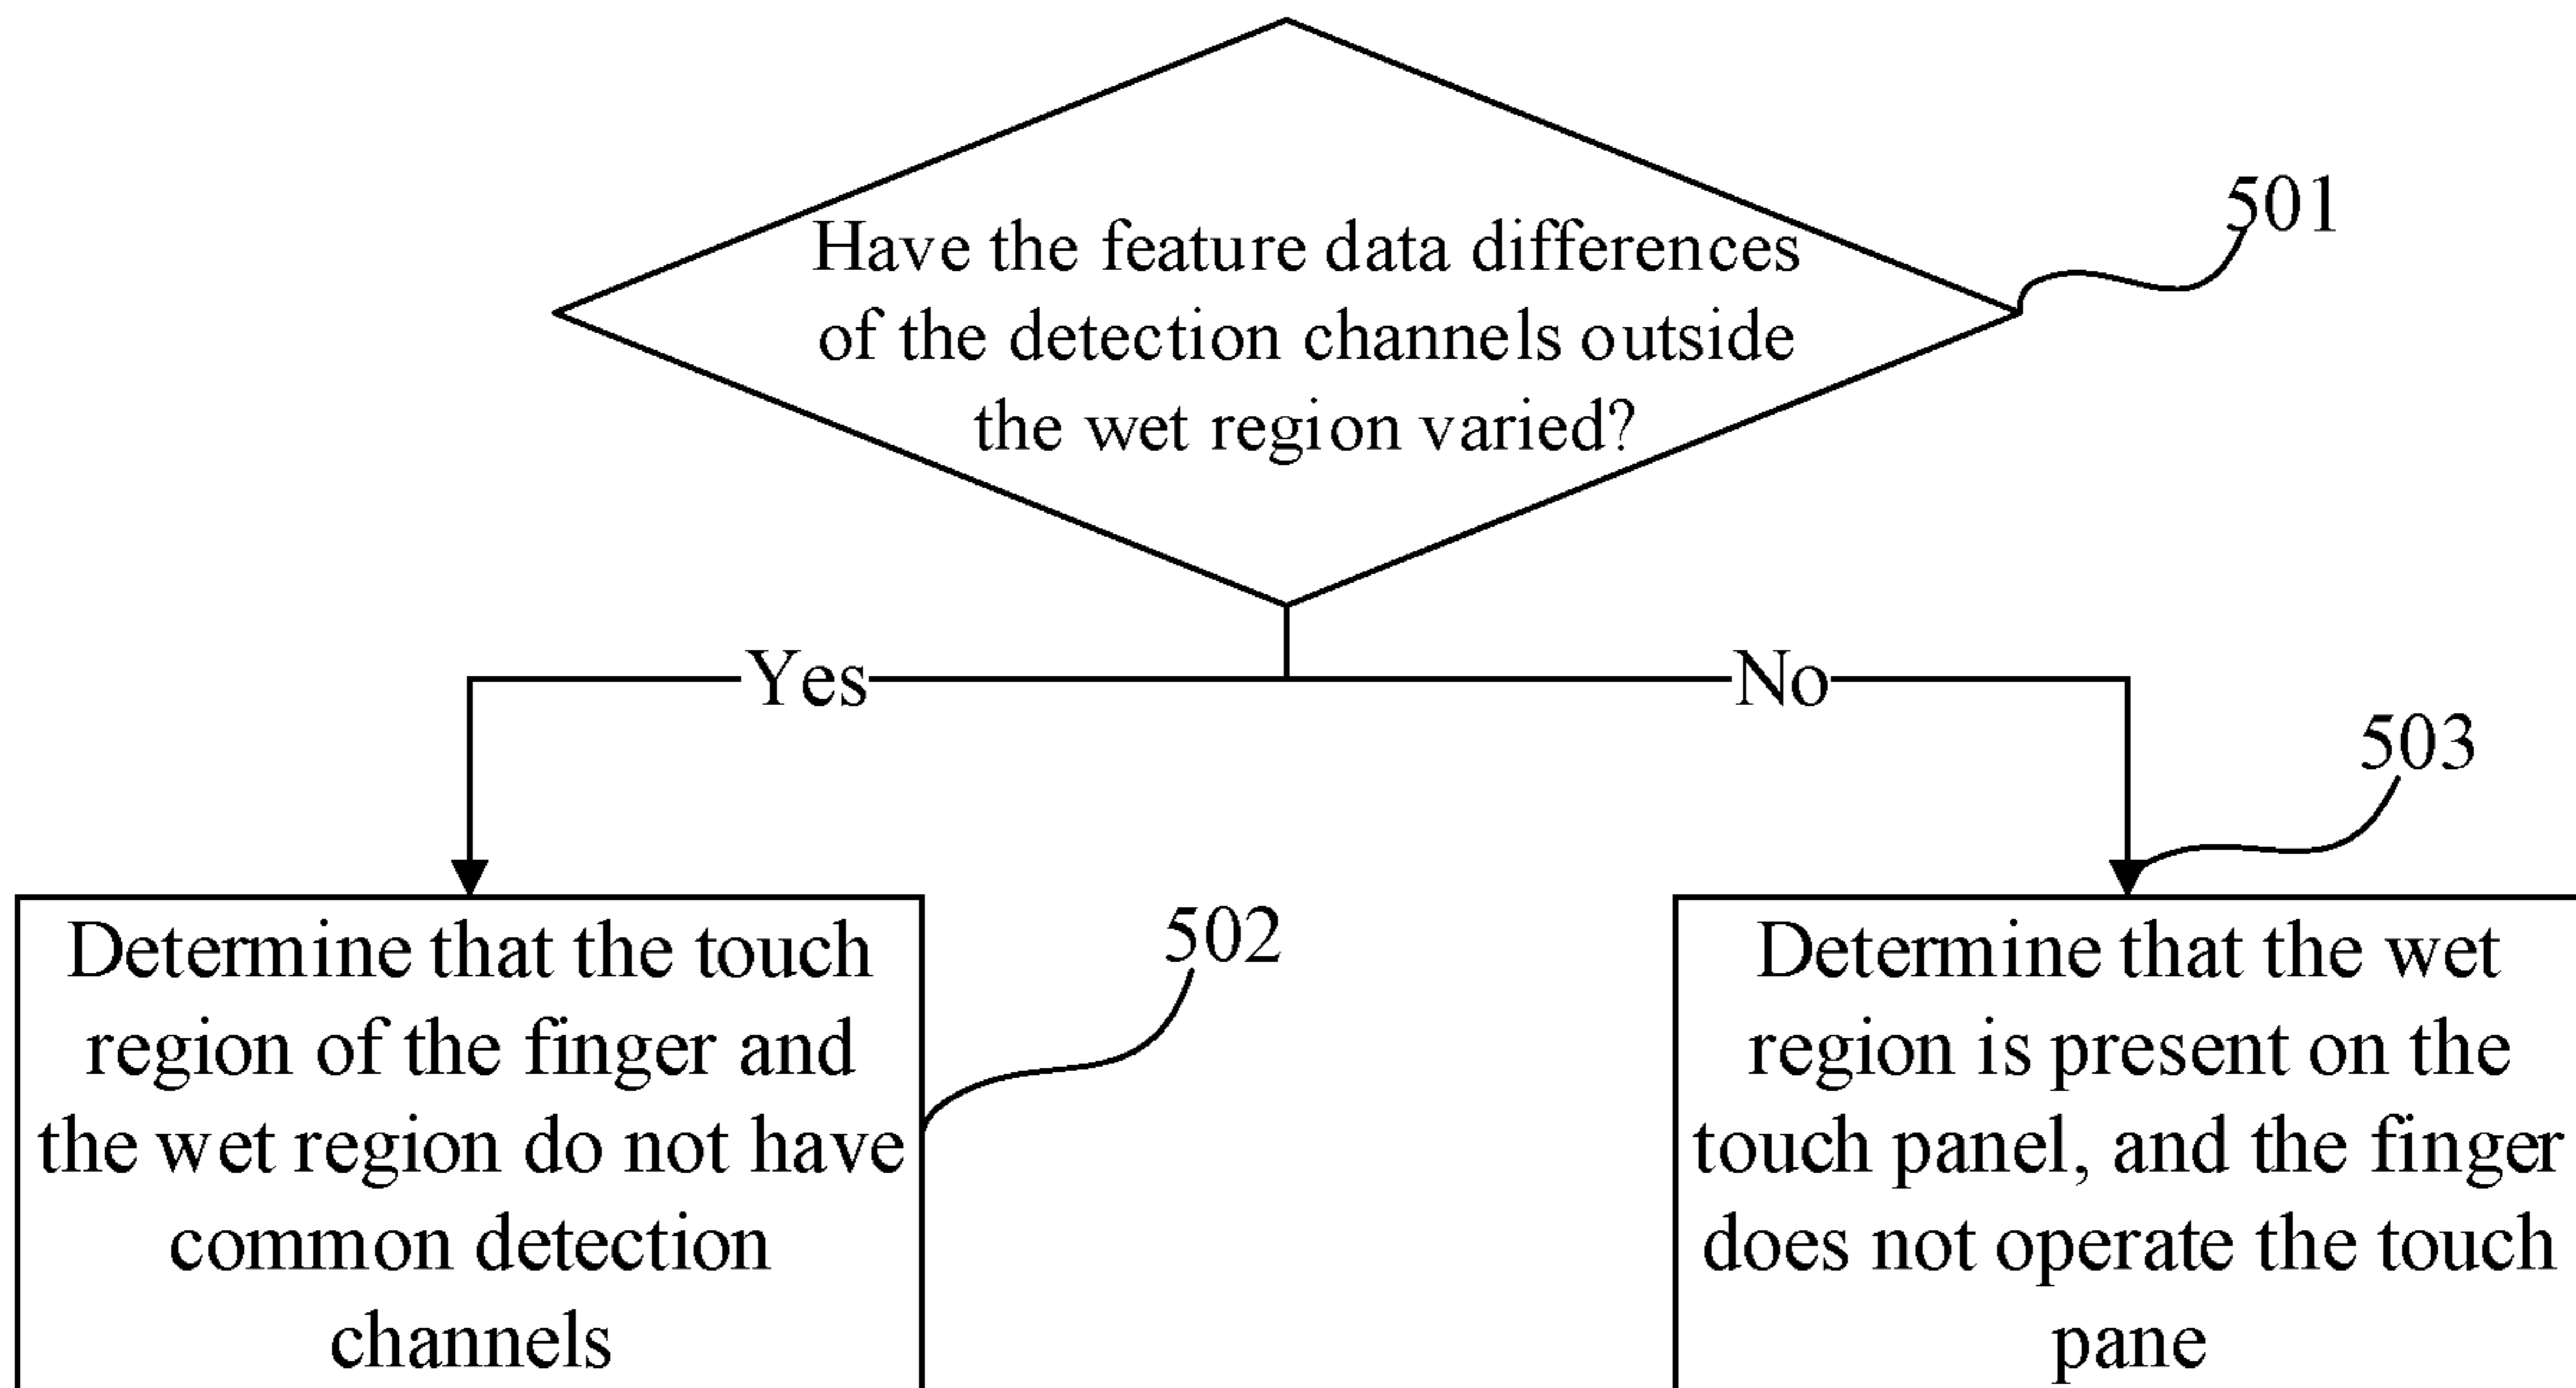 Have the feature data differences
of the detection channels outside
the wet region varied?
501
Yes
No
503
502
Determine that the touch
region of the finger and
the wet region do not have
common detection
channels
Determine that the wet
region is present on the
touch panel, and the finger
does not operate the touch
pane